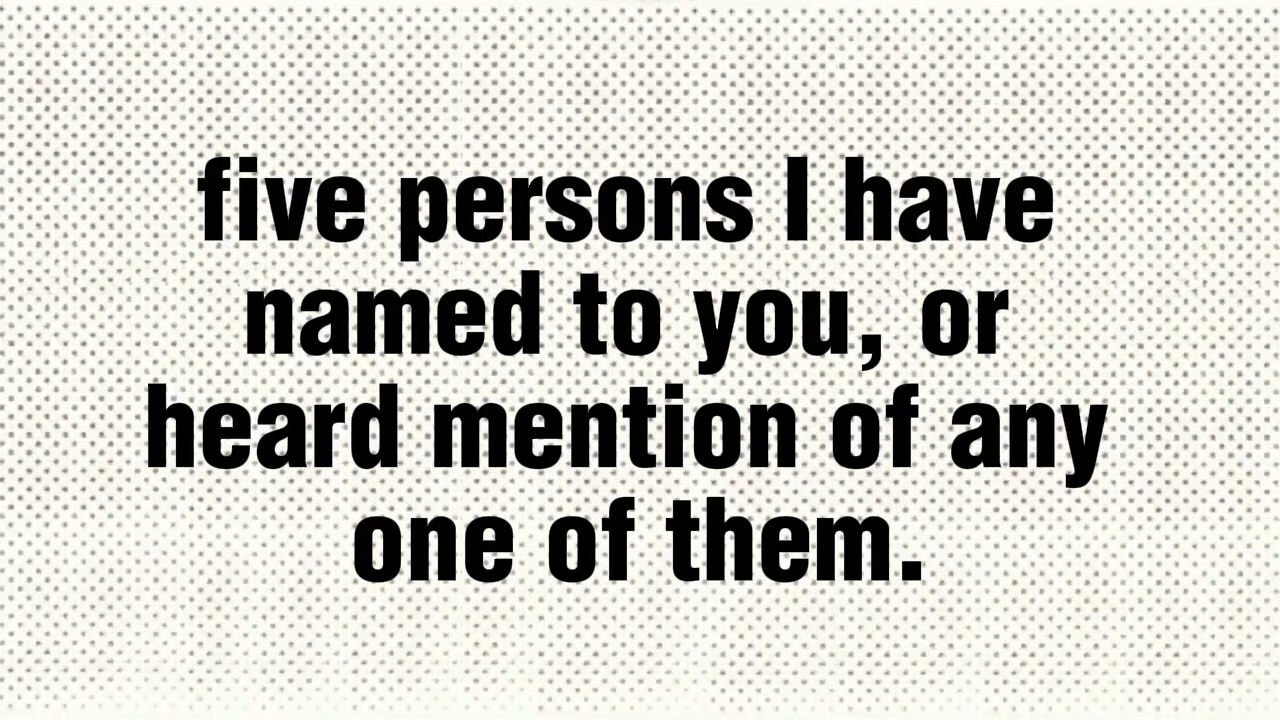 five persons I have
named to you, or
heard mention of any
one of them.